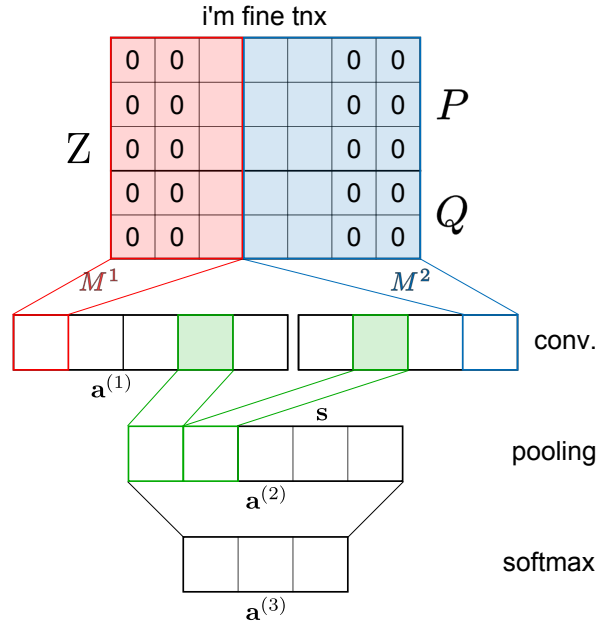 i'm fine tnx
0 0 0 0
0 0 0 0
P
0 0 0 0
Z
0 0 0 0
Q
0 0 0 0
M¹ M²
conv.
a⁽¹⁾
s
pooling
a⁽²⁾
softmax
a⁽³⁾